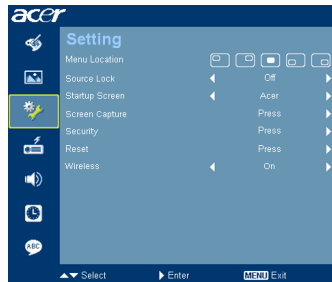 acer
Setting
Menu Location
Source Lock Off
Startup Screen Acer
Screen Capture Press
Security Press
Reset Press
Wireless On
ABC
Select Enter MENU Exit